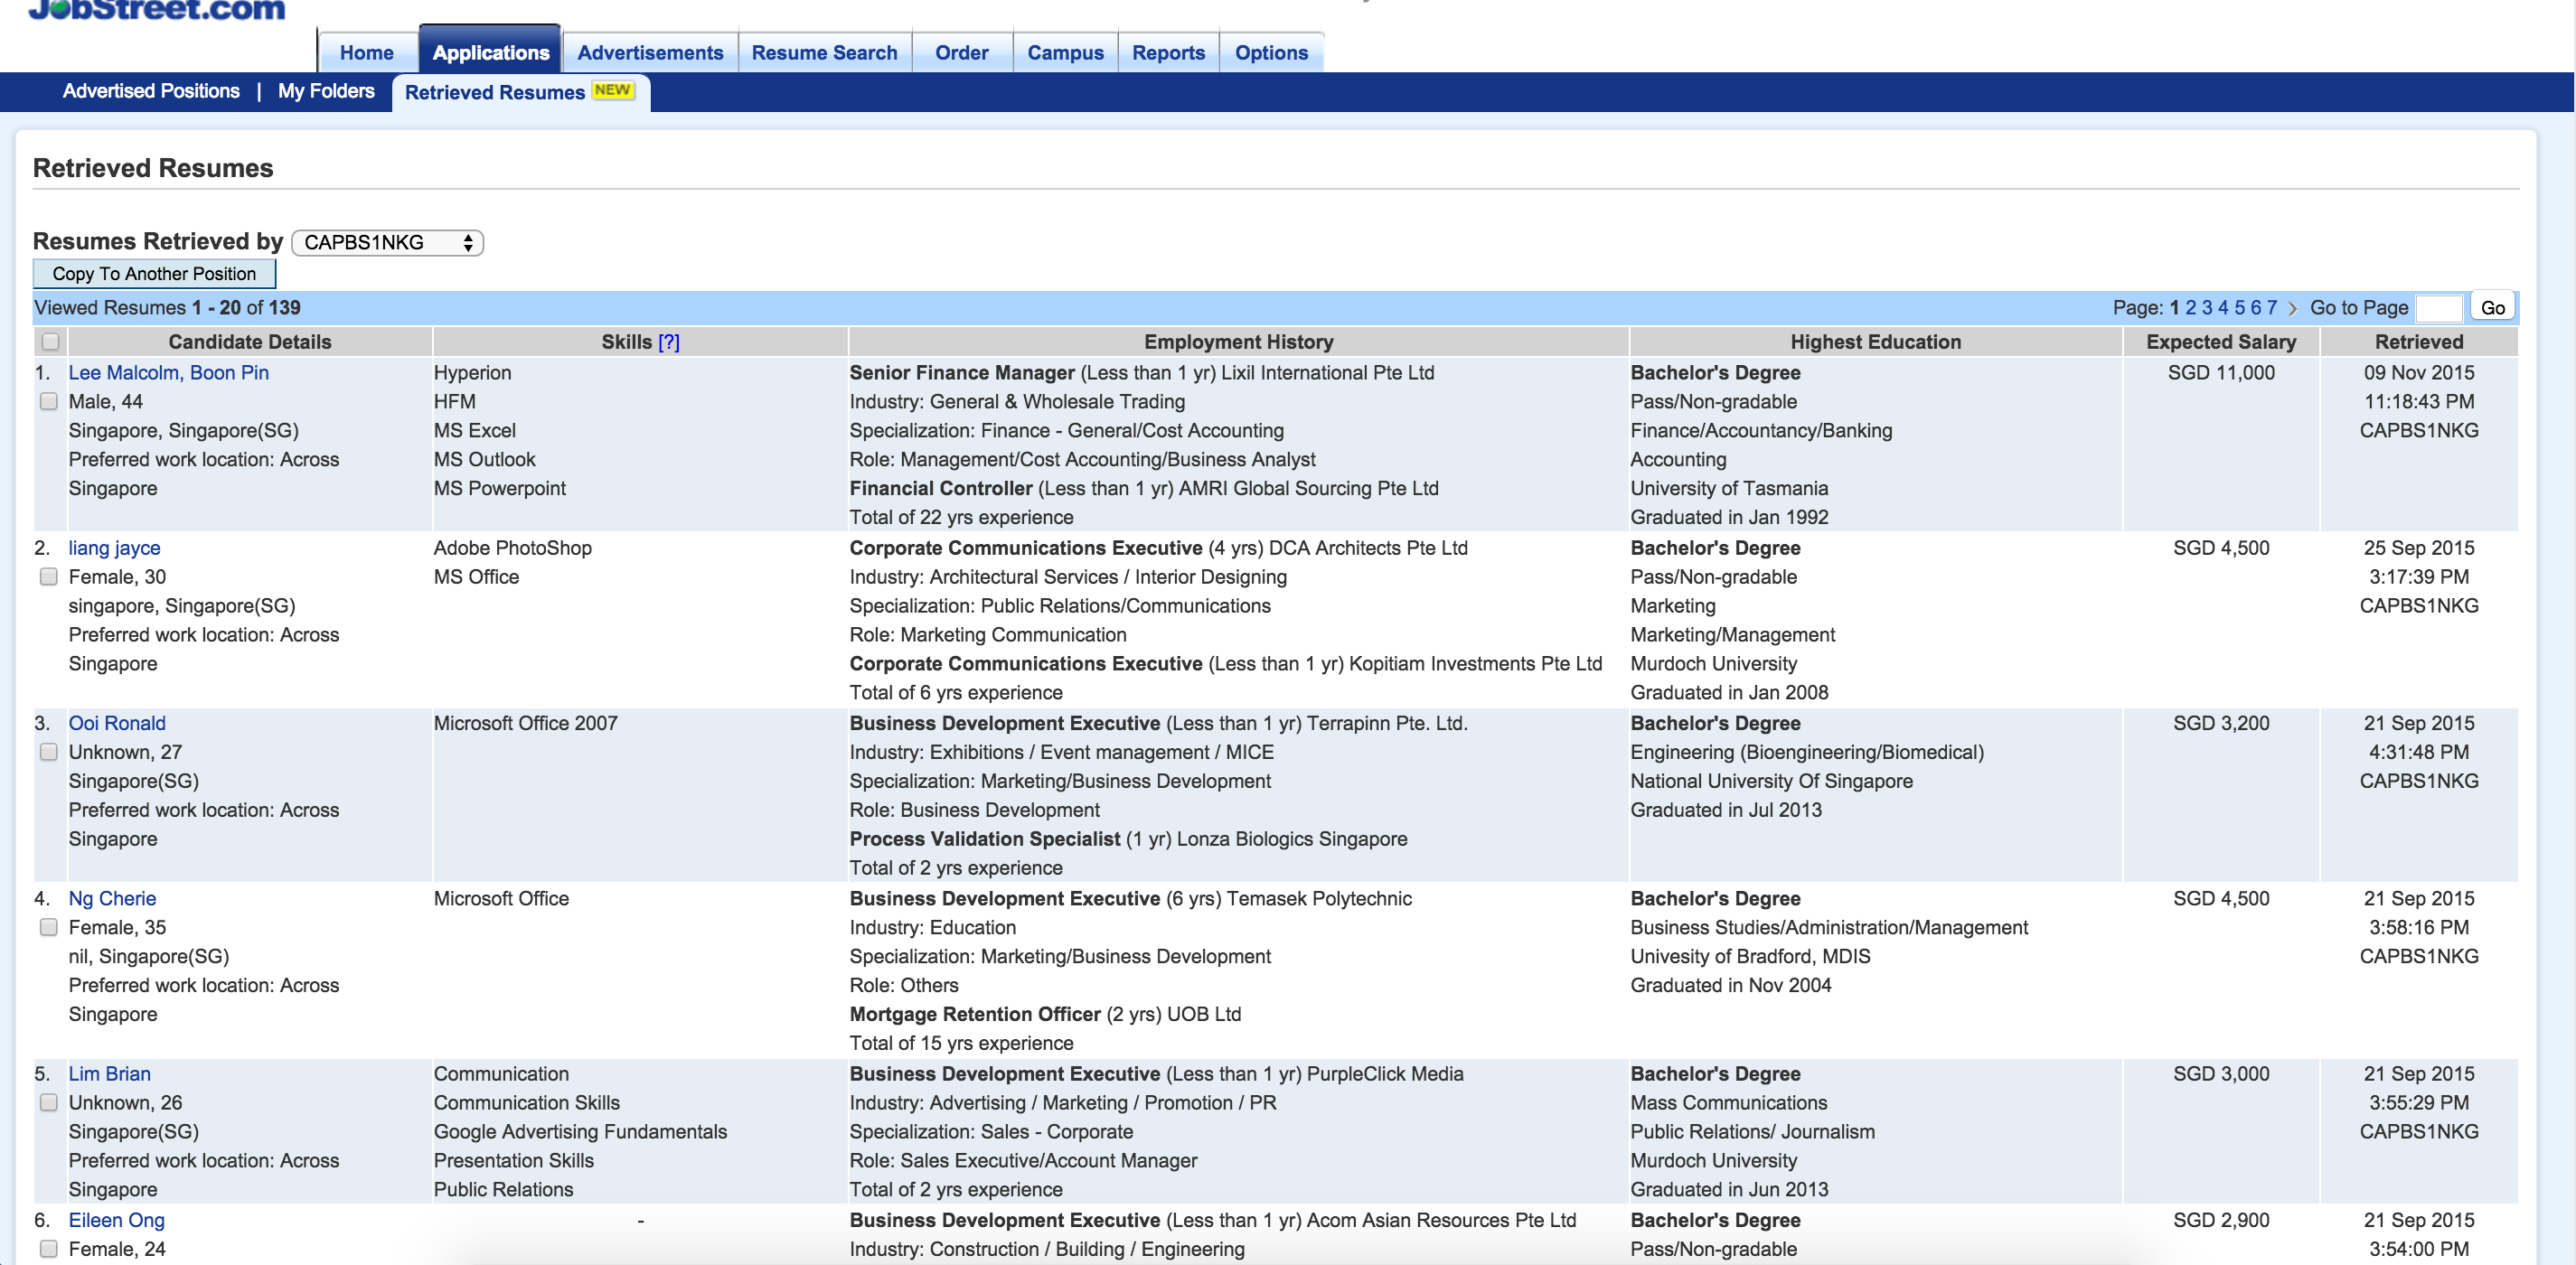 JobStreet.com
Home Applications Advertisements Resume Search Order Campus Reports Options
Advertised Positions | My Folders Retrieved Resumes NEW
Retrieved Resumes
Resumes Retrieved by CAPBS1NKG
Copy To Another Position
Viewed Resumes 1 - 20 of 139 Page: 1 2 3 4 5 6 7 > Go to Page Go
Candidate Details Skills [?] Employment History Highest Education Expected Salary Retrieved
1. Lee Malcolm, Boon Pin Hyperion Senior Finance Manager (Less than 1 yr) Lixil International Pte Ltd Bachelor's Degree SGD 11,000 09 Nov 2015
Male, 44 HFM Industry: General & Wholesale Trading Pass/Non-gradable 11:18:43 PM
Singapore, Singapore(SG) MS Excel Specialization: Finance - General/Cost Accounting Finance/Accountancy/Banking CAPBS1NKG
Preferred work location: Across MS Outlook Role: Management/Cost Accounting/Business Analyst Accounting
Singapore MS Powerpoint Financial Controller (Less than 1 yr) AMRI Global Sourcing Pte Ltd University of Tasmania
Total of 22 yrs experience Graduated in Jan 1992
2. liang jayce Adobe PhotoShop Corporate Communications Executive (4 yrs) DCA Architects Pte Ltd Bachelor's Degree SGD 4,500 25 Sep 2015
Female, 30 MS Office Industry: Architectural Services / Interior Designing Pass/Non-gradable 3:17:39 PM
singapore, Singapore(SG) Specialization: Public Relations/Communications Marketing CAPBS1NKG
Preferred work location: Across Role: Marketing Communication Marketing/Management
Singapore Corporate Communications Executive (Less than 1 yr) Kopitiam Investments Pte Ltd Murdoch University
Total of 6 yrs experience Graduated in Jan 2008
3. Ooi Ronald Microsoft Office 2007 Business Development Executive (Less than 1 yr) Terrapinn Pte. Ltd. Bachelor's Degree SGD 3,200 21 Sep 2015
Unknown, 27 Industry: Exhibitions / Event management / MICE Engineering (Bioengineering/Biomedical) 4:31:48 PM
Singapore(SG) Specialization: Marketing/Business Development National University Of Singapore CAPBS1NKG
Preferred work location: Across Role: Business Development Graduated in Jul 2013
Singapore Process Validation Specialist (1 yr) Lonza Biologics Singapore
Total of 2 yrs experience
4. Ng Cherie Microsoft Office Business Development Executive (6 yrs) Temasek Polytechnic Bachelor's Degree SGD 4,500 21 Sep 2015
Female, 35 Industry: Education Business Studies/Administration/Management 3:58:16 PM
nil, Singapore(SG) Specialization: Marketing/Business Development Univesity of Bradford, MDIS CAPBS1NKG
Preferred work location: Across Role: Others Graduated in Nov 2004
Singapore Mortgage Retention Officer (2 yrs) UOB Ltd
Total of 15 yrs experience
5. Lim Brian Communication Business Development Executive (Less than 1 yr) PurpleClick Media Bachelor's Degree SGD 3,000 21 Sep 2015
Unknown, 26 Communication Skills Industry: Advertising / Marketing / Promotion / PR Mass Communications 3:55:29 PM
Singapore(SG) Google Advertising Fundamentals Specialization: Sales - Corporate Public Relations/ Journalism CAPBS1NKG
Preferred work location: Across Presentation Skills Role: Sales Executive/Account Manager Murdoch University
Singapore Public Relations Total of 2 yrs experience Graduated in Jun 2013
6. Eileen Ong - Business Development Executive (Less than 1 yr) Acom Asian Resources Pte Ltd Bachelor's Degree SGD 2,900 21 Sep 2015
Female, 24 Industry: Construction / Building / Engineering Pass/Non-gradable 3:54:00 PM